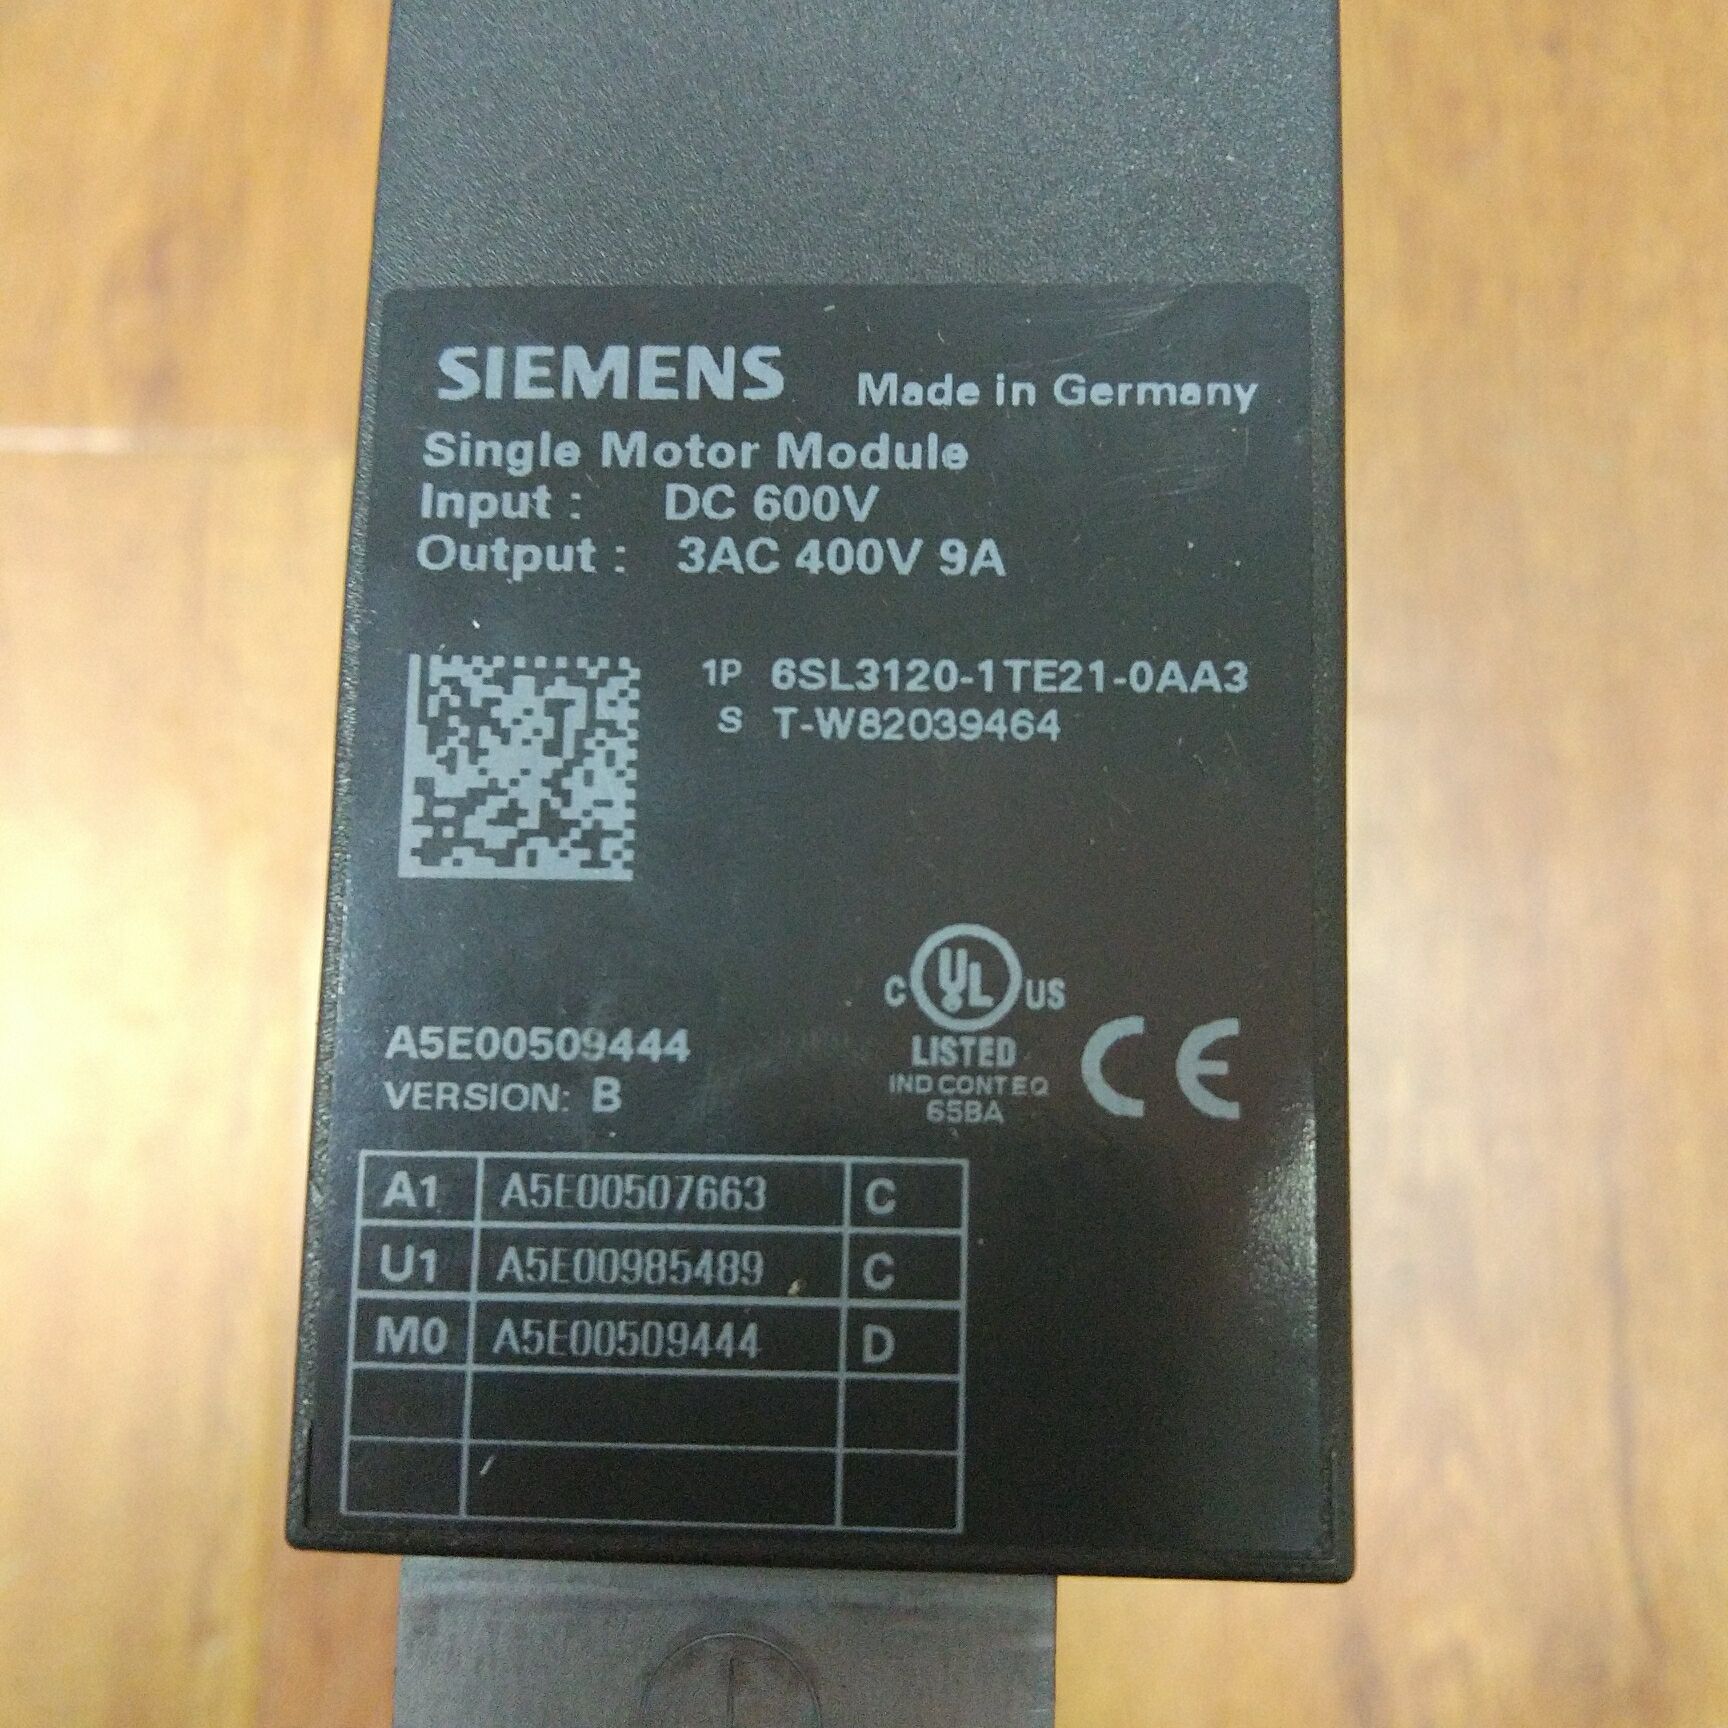 SIEMENS Made in Germany
Single Motor Module
Input : DC 600V
Output : 3AC 400V 9A
1P 6SL3120-1TE21-0AA3
S T-W82039464
C UL US
LISTED
IND CONT EQ
65BA
CE
A5E00509444
VERSION: B
A1 A5E00507663 C
U1 A5E00985489 C
M0 A5E00509444 D